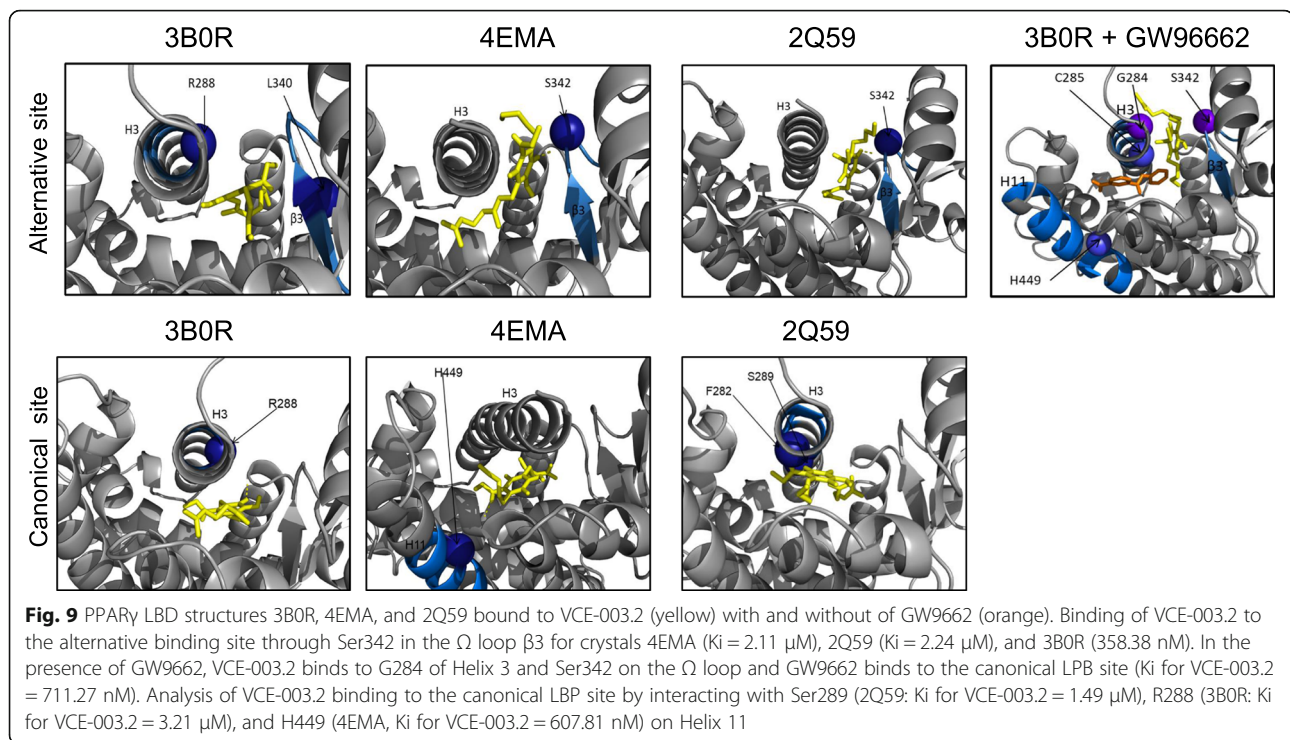 3B0R
4EMA
2Q59
3B0R + GW96662
Alternative site
R288
L340
H3
β3
S342
H3
β3
S342
H3
C285
G284
S342
H3
β3
H11
H449
3B0R
4EMA
2Q59
Canonical site
H3
R288
H449
H3
H11
S289
H3
F282
Fig. 9 PPARγ LBD structures 3B0R, 4EMA, and 2Q59 bound to VCE-003.2 (yellow) with and without of GW9662 (orange). Binding of VCE-003.2 to
the alternative binding site through Ser342 in the Ω loop β3 for crystals 4EMA (Ki = 2.11 μM), 2Q59 (Ki = 2.24 μM), and 3B0R (358.38 nM). In the
presence of GW9662, VCE-003.2 binds to G284 of Helix 3 and Ser342 on the Ω loop and GW9662 binds to the canonical LPB site (Ki for VCE-003.2
= 711.27 nM). Analysis of VCE-003.2 binding to the canonical LBP site by interacting with Ser289 (2Q59: Ki for VCE-003.2 = 1.49 μM), R288 (3B0R: Ki
for VCE-003.2 = 3.21 μM), and H449 (4EMA, Ki for VCE-003.2 = 607.81 nM) on Helix 11